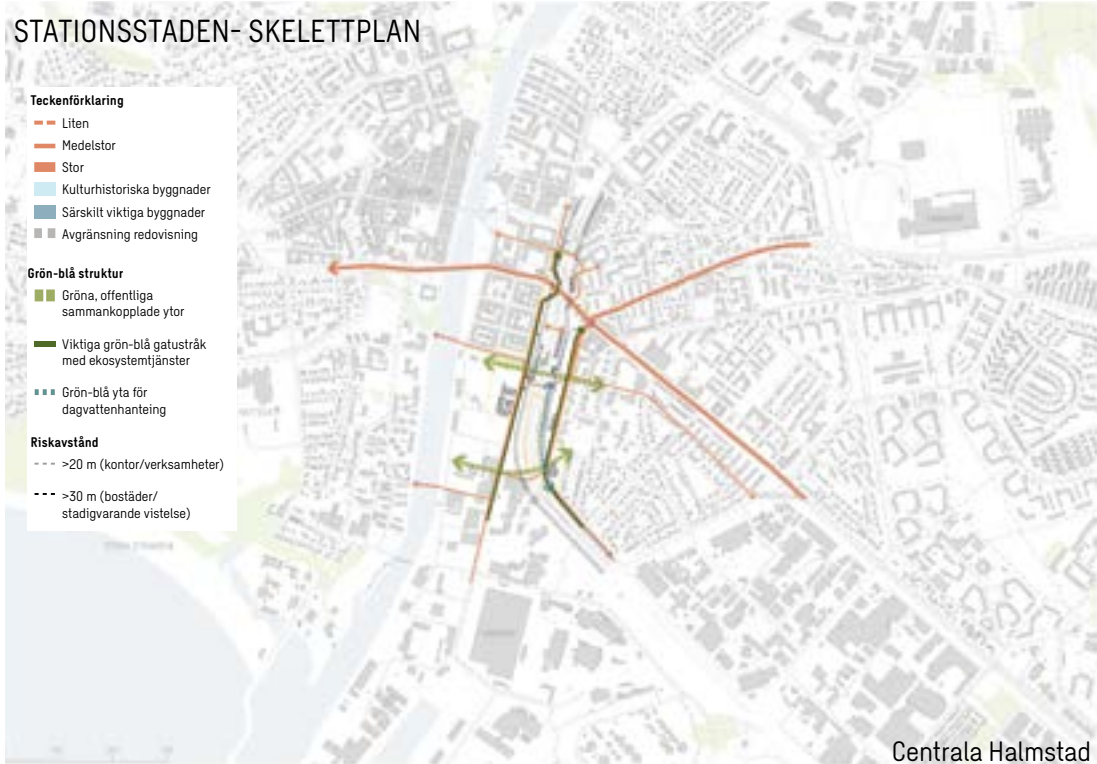 STATIONSSTADEN- SKELETTPLAN
Teckenförklaring
Liten
Medelstor
Stor
Kulturhistoriska byggnader
Särskilt viktiga byggnader
Avgränsning redovisning
Grön-blå struktur
Gröna, offentliga
sammankopplade ytor
Viktiga grön-blå gatustråk
med ekosystemtjänster
Grön-blå yta för
dagvattenhanteing
Riskavstånd
>20 m (kontor/verksamheter)
>30 m (bostäder/
stadigvarande vistelse)
Centrala Halmstad